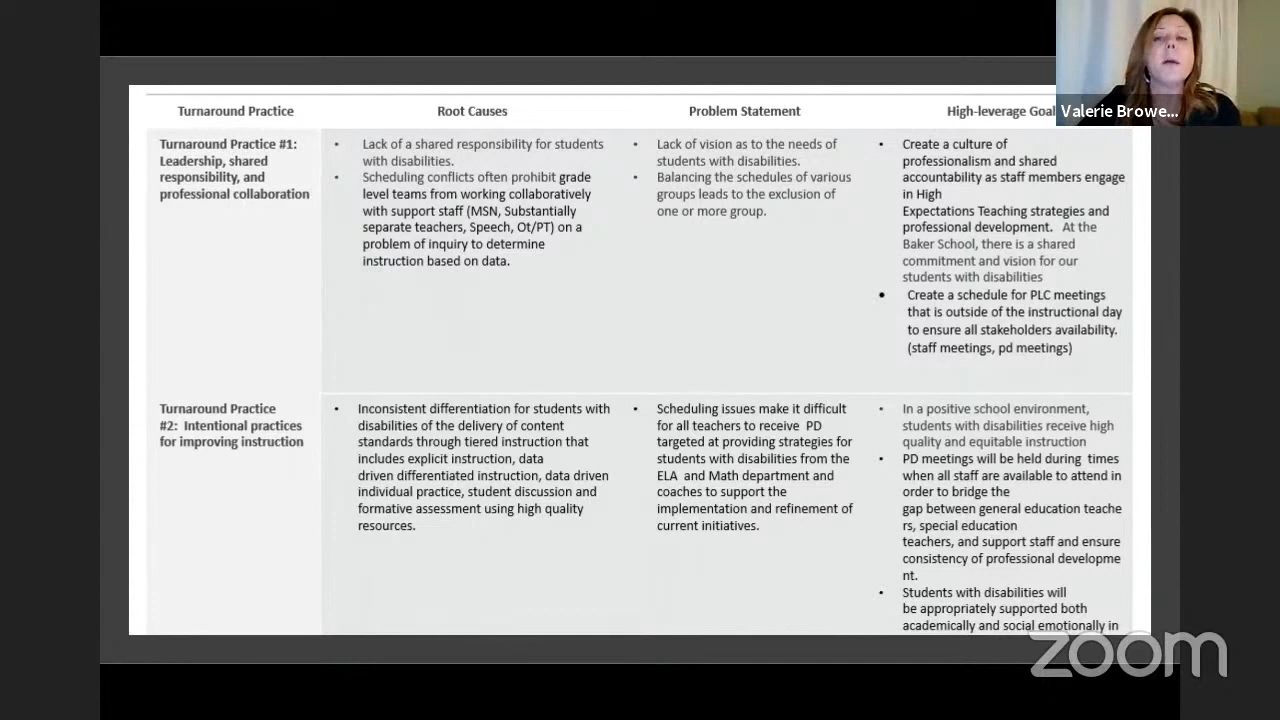 Valerie Browe...
Turnaround Practice
Root Causes
Problem Statement
High-leverage Goal
Turnaround Practice #1:
Leadership, shared
responsibility, and
professional collaboration
• Lack of a shared responsibility for students
with disabilities.
• Scheduling conflicts often prohibit grade
level teams from working collaboratively
with support staff (MSN, Substantially
separate teachers, Speech, Ot/PT) on a
problem of inquiry to determine
instruction based on data.
• Lack of vision as to the needs of
students with disabilities.
• Balancing the schedules of various
groups leads to the exclusion of
one or more group.
• Create a culture of
professionalism and shared
accountability as staff members engage
in High
Expectations Teaching strategies and
professional development. At the
Baker School, there is a shared
commitment and vision for our
students with disabilities
• Create a schedule for PLC meetings
that is outside of the instructional day
to ensure all stakeholders availability.
(staff meetings, pd meetings)
Turnaround Practice
#2: Intentional practices
for improving instruction
• Inconsistent differentiation for students with
disabilities of the delivery of content
standards through tiered instruction that
includes explicit instruction, data
driven differentiated instruction, data driven
individual practice, student discussion and
formative assessment using high quality
resources.
• Scheduling issues make it difficult
for all teachers to receive PD
targeted at providing strategies for
students with disabilities from the
ELA and Math department and
coaches to support the
implementation and refinement of
current initiatives.
• In a positive school environment,
students with disabilities receive high
quality and equitable instruction
• PD meetings will be held during times
when all staff are available to attend in
order to bridge the
gap between general education teache
rs, special education
teachers, and support staff and ensure
consistency of professional developme
nt.
• Students with disabilities will
be appropriately supported both
academically and social emotionally in
zoom